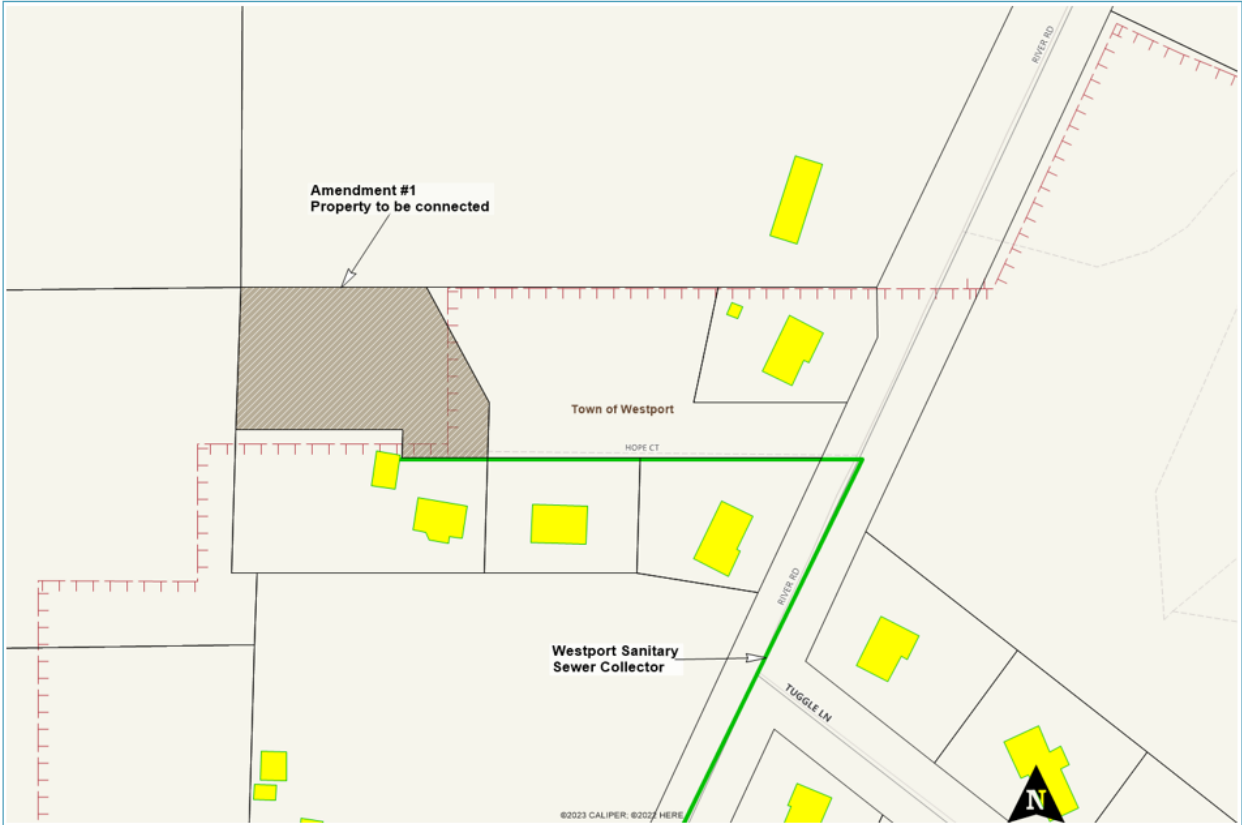 RIVER RD
Amendment #1
Property to be connected
Town of Westport
HOPE CT
RIVER RD
Westport Sanitary
Sewer Collector
TUGGLE LN
N
©2023 CALIPER; ©2022 HERE